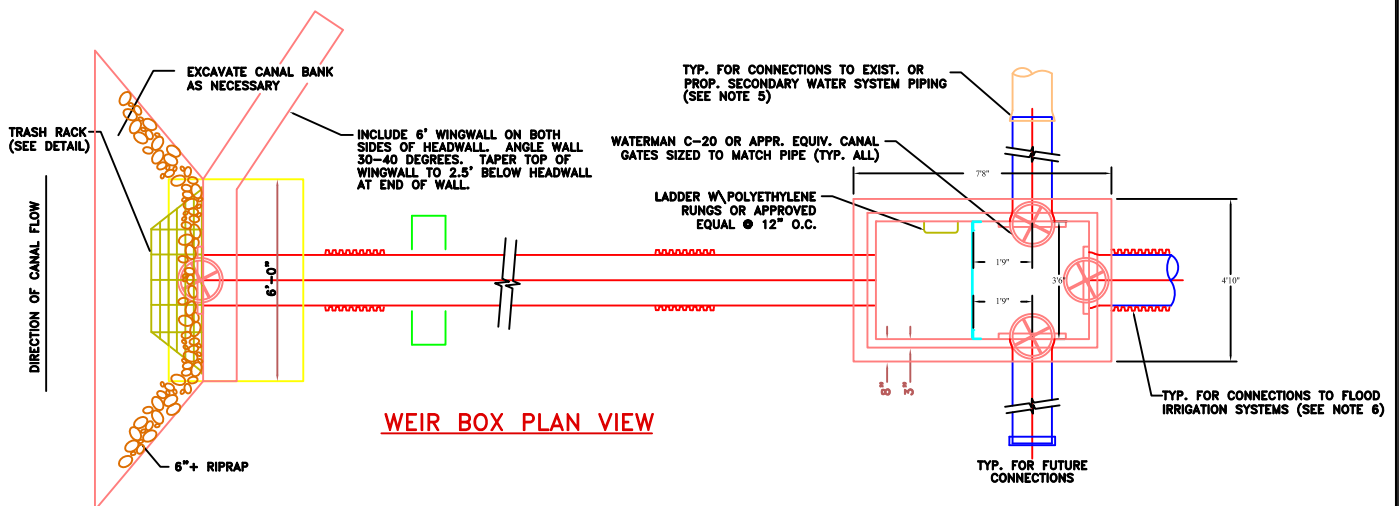 EXCAVATE CANAL BANK
AS NECESSARY
TRASH RACK
(SEE DETAIL)
DIRECTION OF CANAL FLOW
INCLUDE 6' WINGWALL ON BOTH
SIDES OF HEADWALL. ANGLE WALL
30-40 DEGREES. TAPER TOP OF
WINGWALL TO 2.5' BELOW HEADWALL
AT END OF WALL.
6'-0"
6"+ RIPRAP
WEIR BOX PLAN VIEW
TYP. FOR CONNECTIONS TO EXIST. OR
PROP. SECONDARY WATER SYSTEM PIPING
(SEE NOTE 5)
WATERMAN C-20 OR APPR. EQUIV. CANAL
GATES SIZED TO MATCH PIPE (TYP. ALL)
LADDER W\POLYETHYLENE
RUNGS OR APPROVED
EQUAL @ 12" O.C.
7'8"
1'9"
1'9"
3'6"
4'10"
8"
3"
TYP. FOR CONNECTIONS TO FLOOD
IRRIGATION SYSTEMS (SEE NOTE 6)
TYP. FOR FUTURE
CONNECTIONS